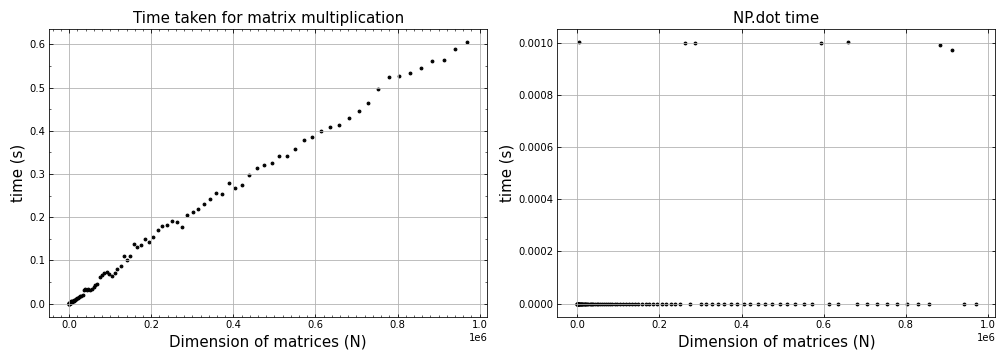 Time taken for matrix multiplication
time (s)
0.6
0.5
0.4
0.3
0.2
0.1
0.0
0.0 0.2 0.4 0.6 0.8 1.0
1e6
Dimension of matrices (N)
NP.dot time
time (s)
0.0010
0.0008
0.0006
0.0004
0.0002
0.0000
0.0 0.2 0.4 0.6 0.8 1.0
1e6
Dimension of matrices (N)